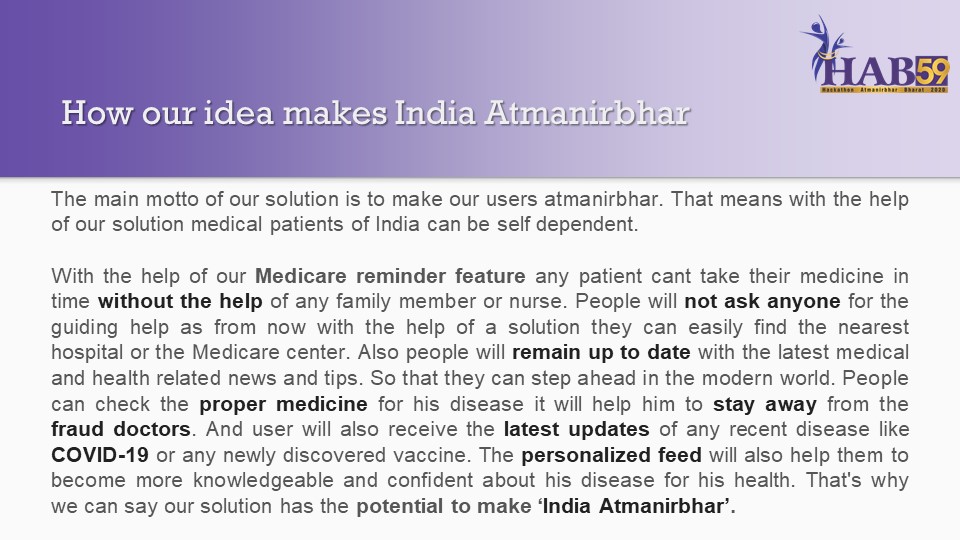 HAB59
Hackathon Atmanirbhar Bharat 2020
How our idea makes India Atmanirbhar
The main motto of our solution is to make our users atmanirbhar. That means with the help
of our solution medical patients of India can be self dependent.
With the help of our Medicare reminder feature any patient cant take their medicine in
time without the help of any family member or nurse. People will not ask anyone for the
guiding help as from now with the help of a solution they can easily find the nearest
hospital or the Medicare center. Also people will remain up to date with the latest medical
and health related news and tips. So that they can step ahead in the modern world. People
can check the proper medicine for his disease it will help him to stay away from the
fraud doctors. And user will also receive the latest updates of any recent disease like
COVID-19 or any newly discovered vaccine. The personalized feed will also help them to
become more knowledgeable and confident about his disease for his health. That's why
we can say our solution has the potential to make ‘India Atmanirbhar’.